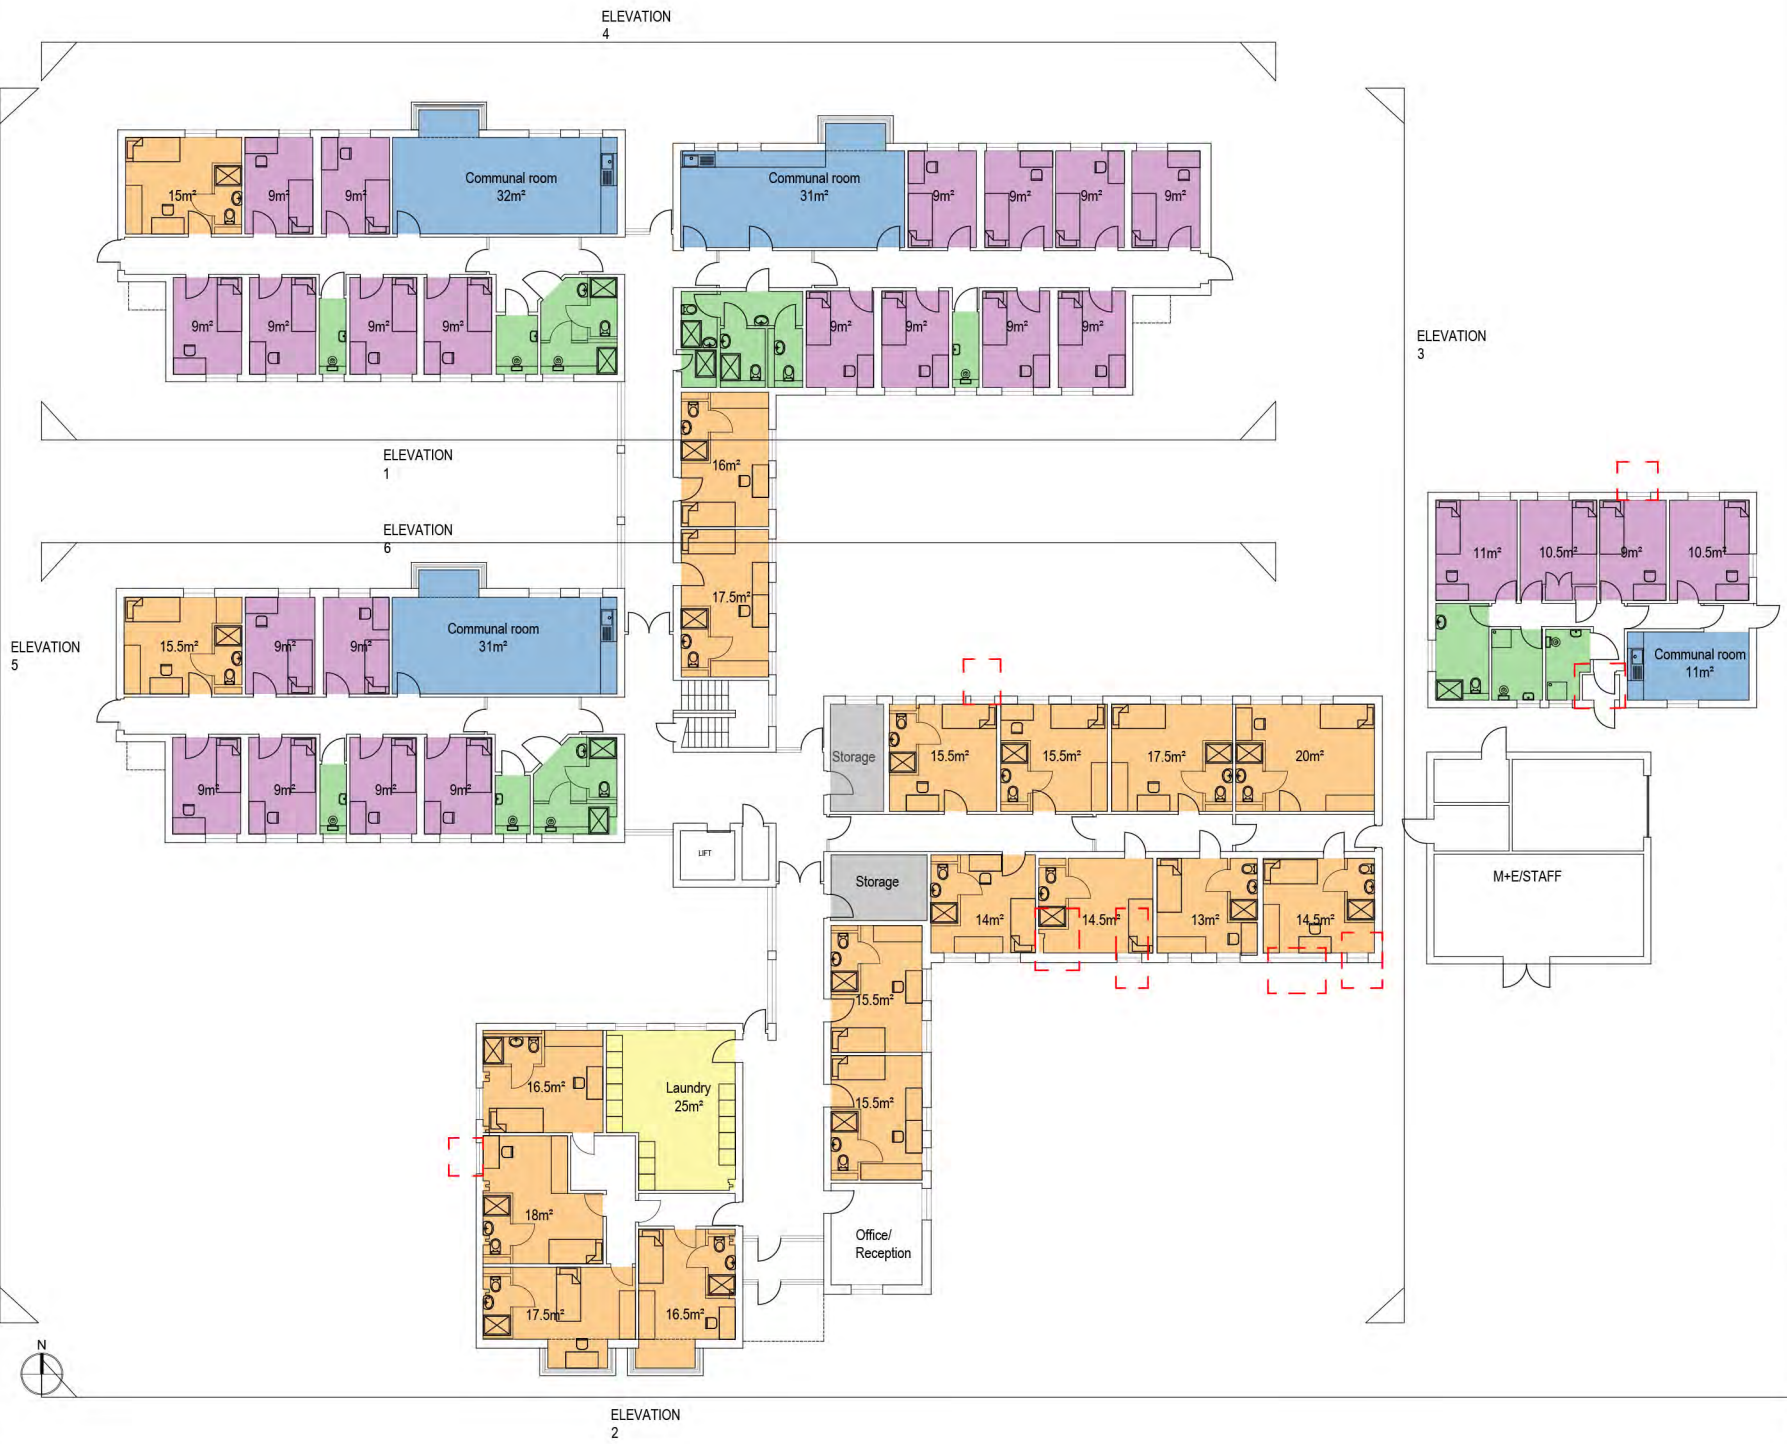 ELEVATION
4
Communal room
32m²
Communal room
31m²
15m²
9m²
9m²
9m²
9m²
9m²
9m²
9m²
9m²
9m²
9m²
9m²
9m²
9m²
9m²
ELEVATION
3
ELEVATION
1
16m²
ELEVATION
6
17.5m²
11m²
10.5m²
9m²
10.5m²
Communal room
11m²
ELEVATION
5
15.5m²
9m²
9m²
Communal room
31m²
9m²
9m²
9m²
9m²
Storage
15.5m²
15.5m²
17.5m²
20m²
LIFT
Storage
14m²
14.5m²
13m²
14.5m²
M+E/STAFF
15.5m²
15.5m²
16.5m²
Laundry
25m²
18m²
Office/
Reception
17.5m²
16.5m²
N
ELEVATION
2